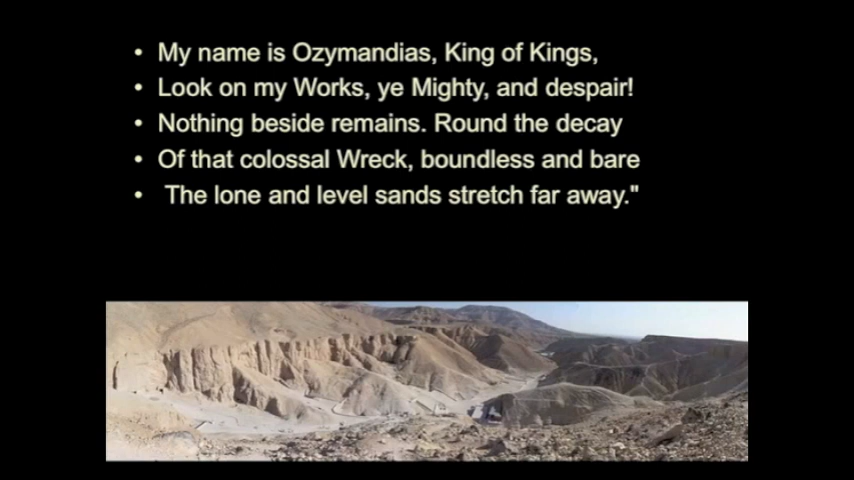 • My name is Ozymandias, King of Kings,
• Look on my Works, ye Mighty, and despair!
• Nothing beside remains. Round the decay
• Of that colossal Wreck, boundless and bare
• The lone and level sands stretch far away."